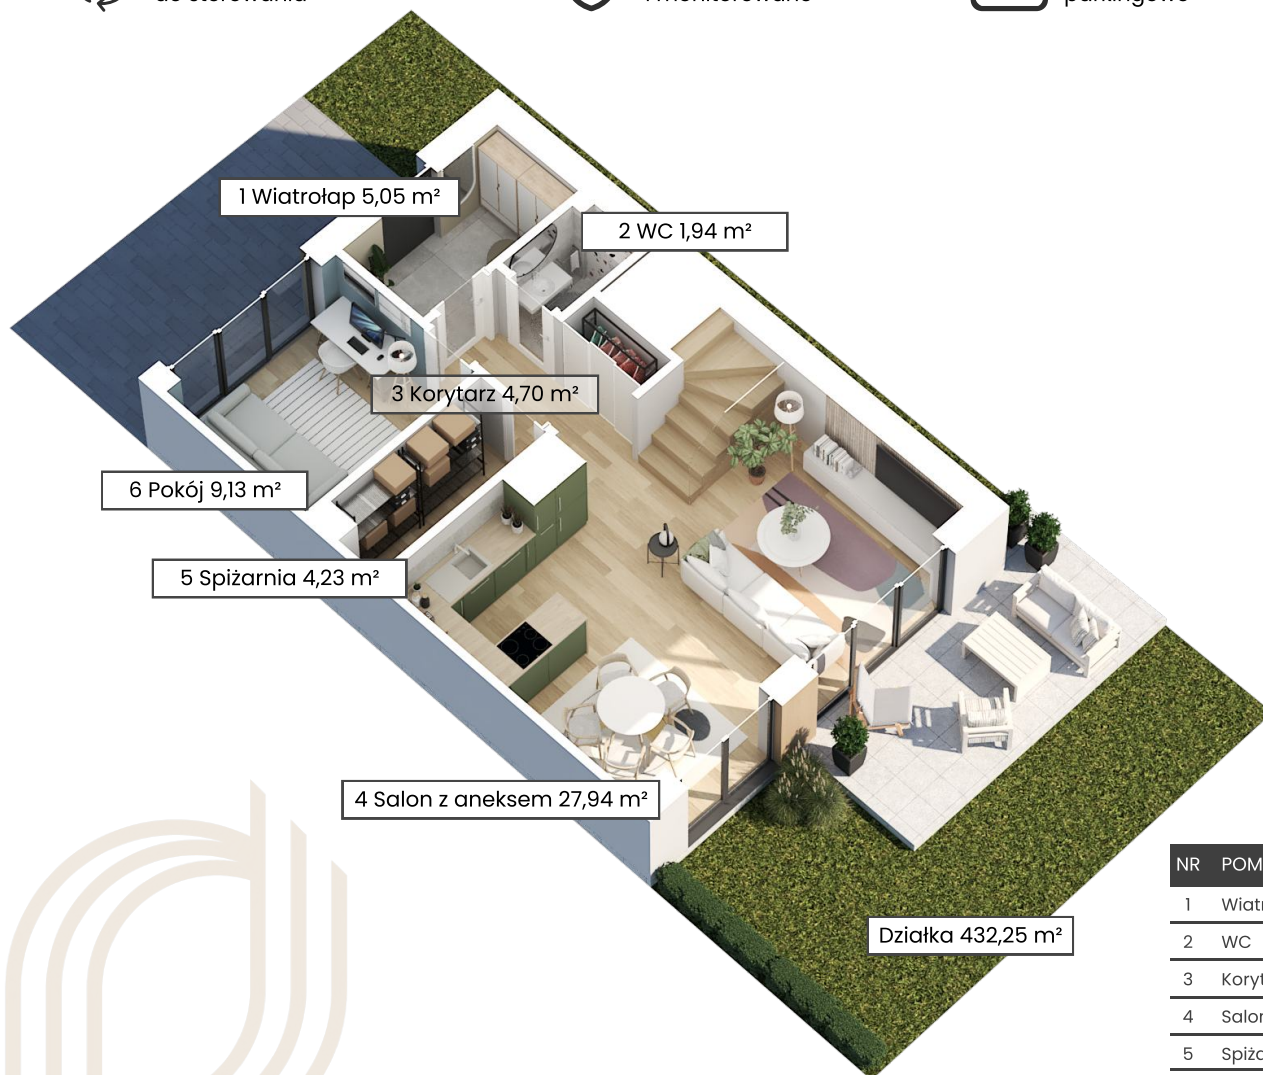 1 Wiatrołap 5,05 m²
2 WC 1,94 m²
3 Korytarz 4,70 m²
6 Pokój 9,13 m²
5 Spiżarnia 4,23 m²
4 Salon z aneksem 27,94 m²
Działka 432,25 m²
NR
1
2 WC
3
4
5